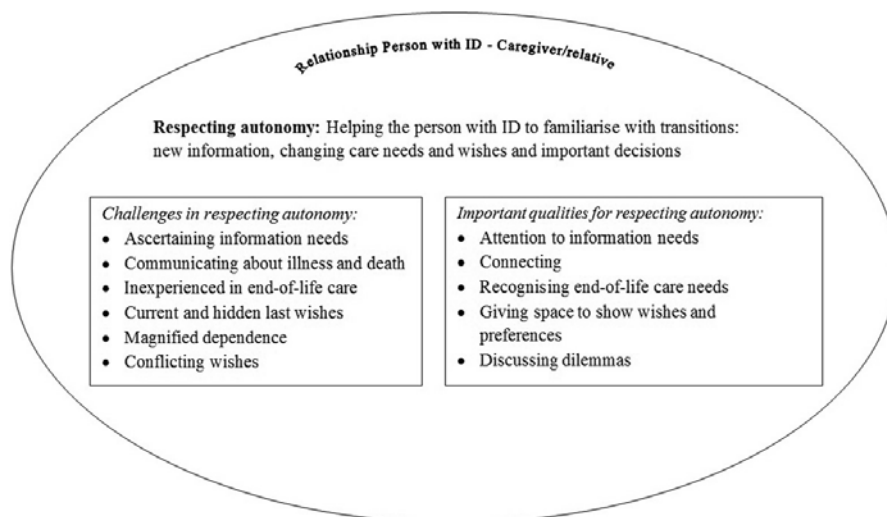 Relationship Person with ID - Caregiver/relative
Respecting autonomy: Helping the person with ID to familiarise with transitions:
new information, changing care needs and wishes and important decisions
Challenges in respecting autonomy:
• Ascertaining information needs
• Communicating about illness and death
• Inexperienced in end-of-life care
• Current and hidden last wishes
• Magnified dependence
• Conflicting wishes
Important qualities for respecting autonomy:
• Attention to information needs
• Connecting
• Recognising end-of-life care needs
• Giving space to show wishes and
preferences
• Discussing dilemmas